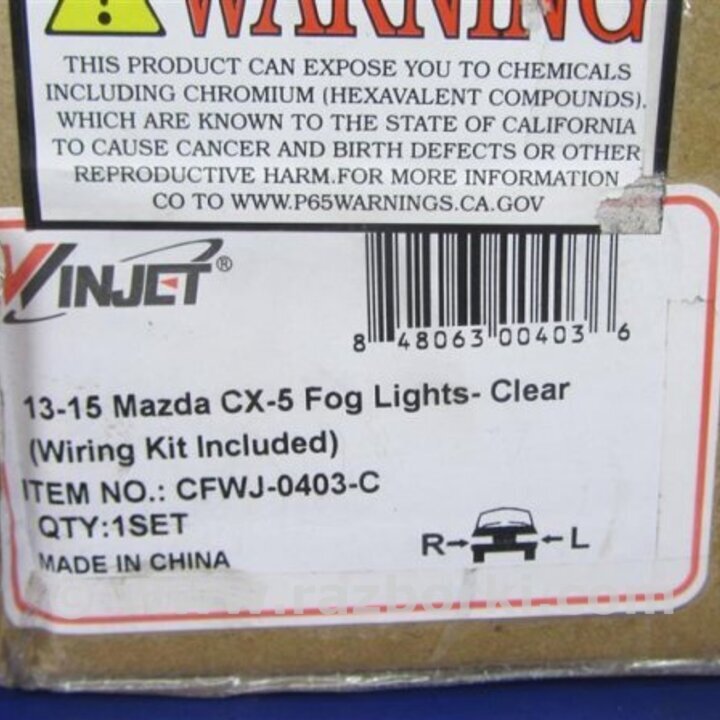 WARNING
THIS PRODUCT CAN EXPOSE YOU TO CHEMICALS
INCLUDING CHROMIUM (HEXAVALENT COMPOUNDS).
WHICH ARE KNOWN TO THE STATE OF CALIFORNIA
TO CAUSE CANCER AND BIRTH DEFECTS OR OTHER
REPRODUCTIVE HARM.FOR MORE INFORMATION
CO TO WWW.P65WARNINGS.CA.GOV
WINJET®
8 48063 00403 6
13-15 Mazda CX-5 Fog Lights- Clear
(Wiring Kit Included)
ITEM NO.: CFWJ-0403-C
QTY:1SET
R L
MADE IN CHINA
www.razborki.com